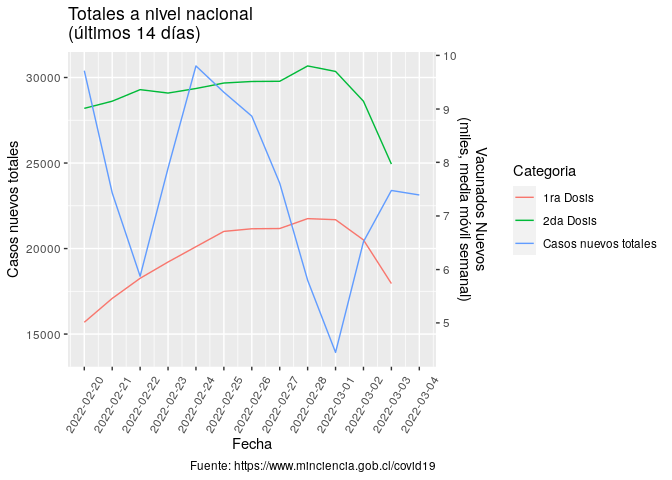 Totales a nivel nacional
(últimos 14 días)
Casos nuevos totales
30000
25000
20000
15000
10
9
8
7
6
5
Vacunados Nuevos
(miles, media móvil semanal)
2022-02-20
2022-02-21
2022-02-22
2022-02-23
2022-02-24
2022-02-25
2022-02-26
2022-02-27
2022-02-28
2022-03-01
2022-03-02
2022-03-03
2022-03-04
Fecha
Categoria
1ra Dosis
2da Dosis
Casos nuevos totales
Fuente: https://www.minciencia.gob.cl/covid19